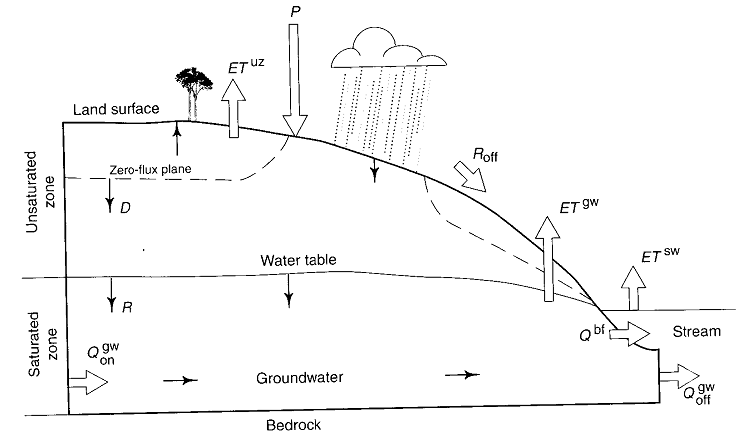 P
ET uz
Land surface
Zero-flux plane
Roff
Unsaturated
zone
D
ET gw
Water table
ET sw
R
Saturated
zone
Q bf
Stream
Q gw on
Groundwater
Q gw off
Bedrock